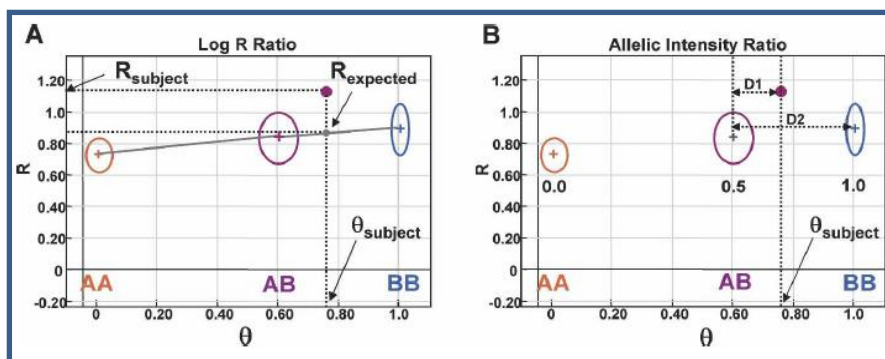 A
Log R Ratio
R
1.20
1.00
0.80
0.60
0.40
0.20
0
-0.20
Rsubject
Rexpected
θsubject
AA
AB
BB
0
0.20
0.40
0.60
0.80
1.0
θ
B
Allelic Intensity Ratio
R
1.20
1.00
0.80
0.60
0.40
0.20
0
-0.20
D1
D2
0.0
0.5
1.0
θsubject
AA
AB
BB
0
0.20
0.40
0.60
0.80
1.0
θ